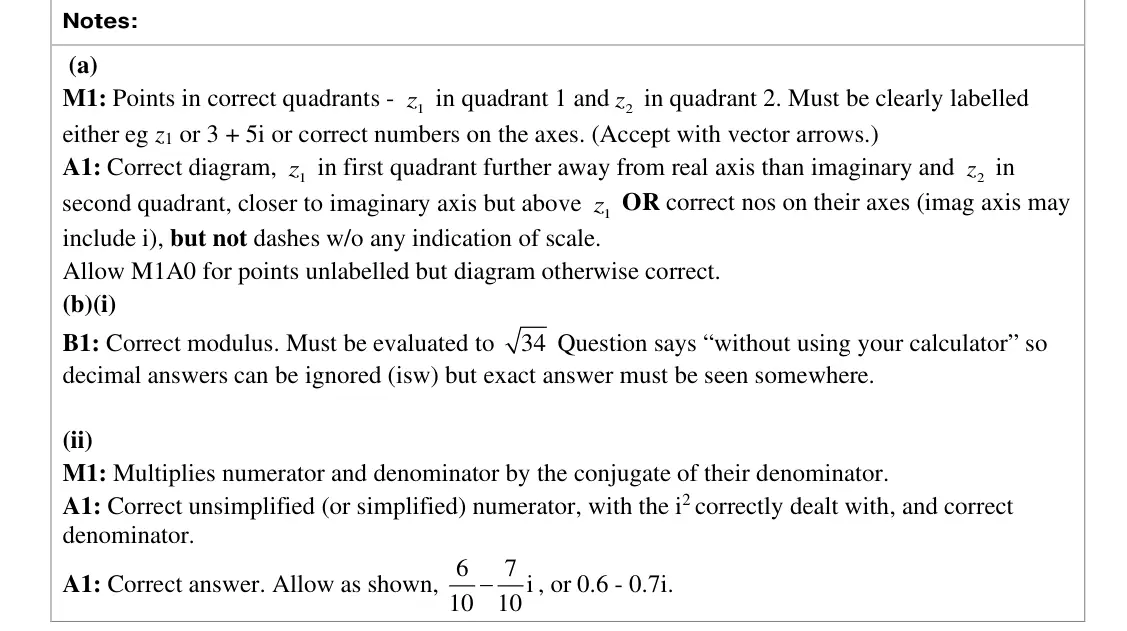 Notes:
(a)
M1: Points in correct quadrants - z₁ in quadrant 1 and z₂ in quadrant 2. Must be clearly labelled
either eg z₁ or 3 + 5i or correct numbers on the axes. (Accept with vector arrows.)
A1: Correct diagram, z₁ in first quadrant further away from real axis than imaginary and z₂ in
second quadrant, closer to imaginary axis but above z₁ OR correct nos on their axes (imag axis may
include i), but not dashes w/o any indication of scale.
Allow M1A0 for points unlabelled but diagram otherwise correct.
(b)(i)
B1: Correct modulus. Must be evaluated to √34 Question says “without using your calculator” so
decimal answers can be ignored (isw) but exact answer must be seen somewhere.
(ii)
M1: Multiplies numerator and denominator by the conjugate of their denominator.
A1: Correct unsimplified (or simplified) numerator, with the i² correctly dealt with, and correct
denominator.
A1: Correct answer. Allow as shown, 6/10 − 7/10 i , or 0.6 - 0.7i.